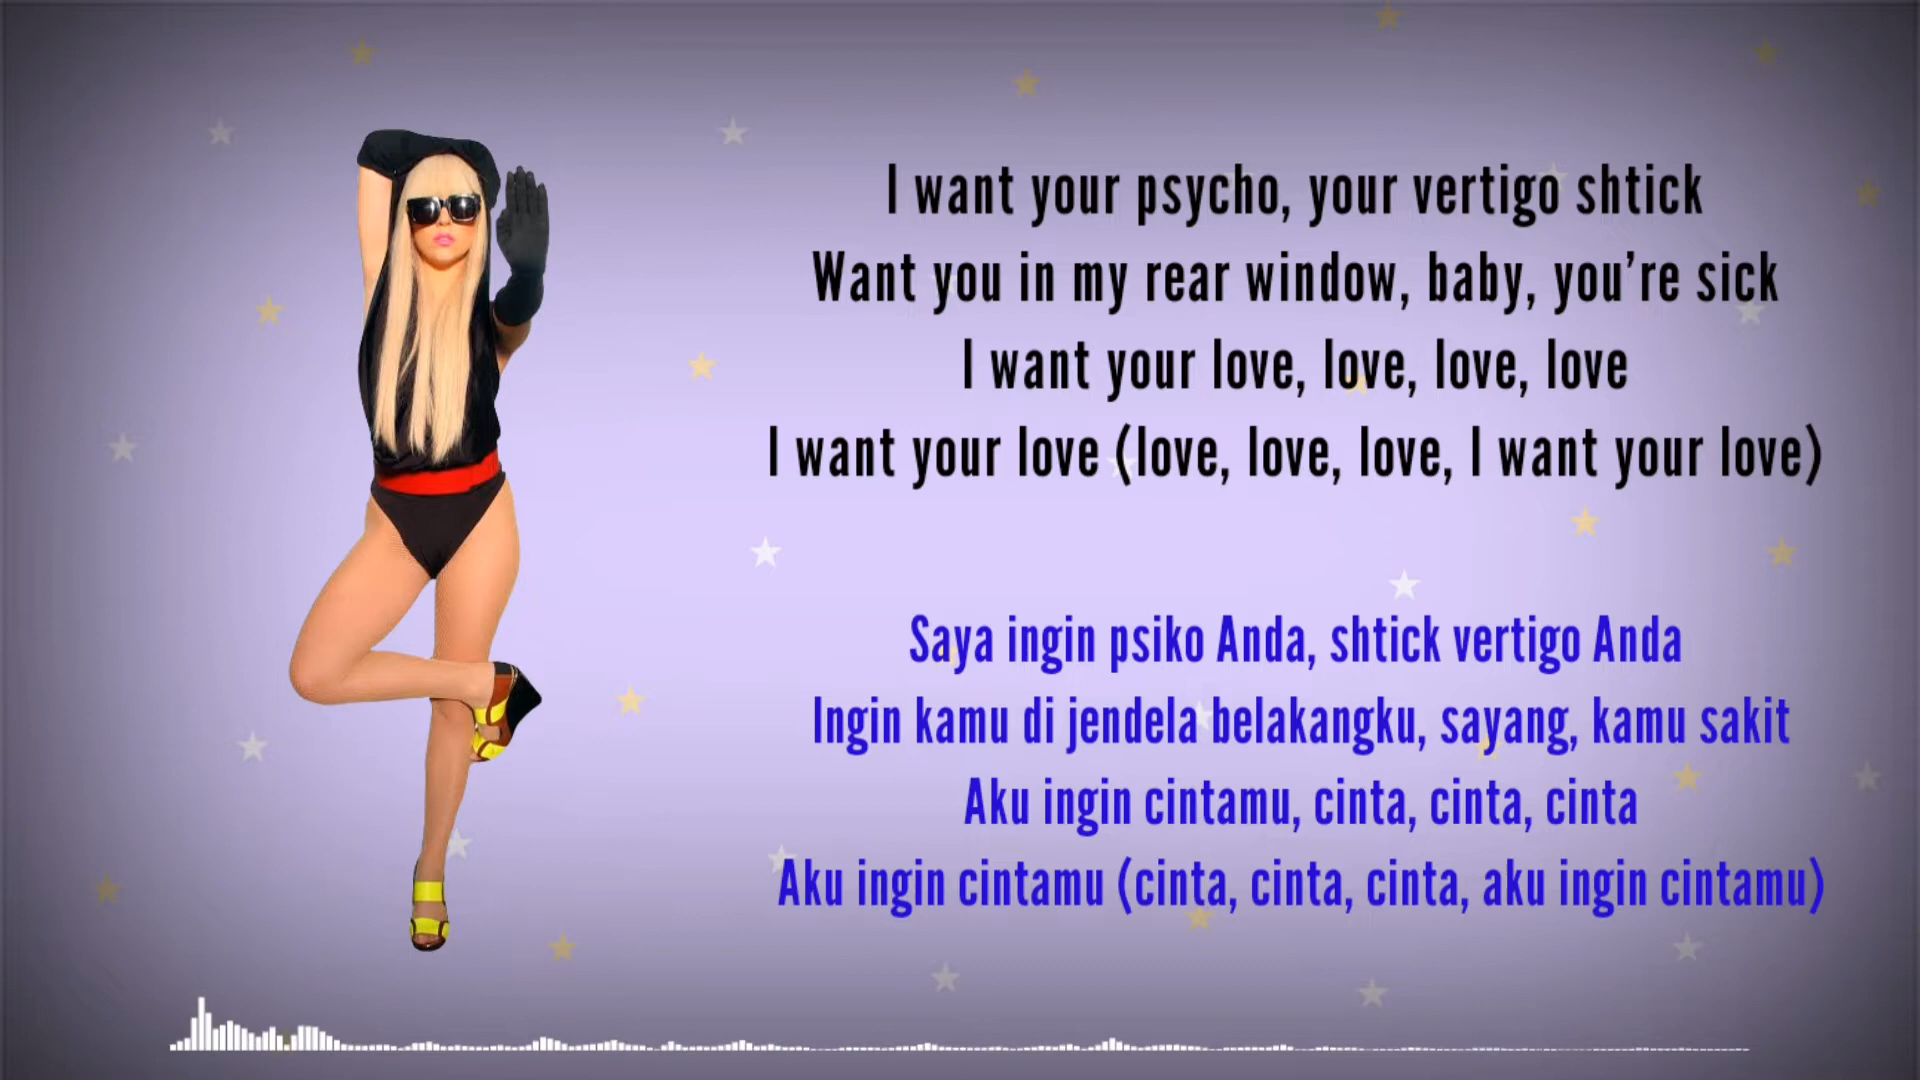 I want your psycho, your vertigo shtick
Want you in my rear window, baby, you're sick
I want your love, love, love, love
I want your love (love, love, love, I want your love)
Saya ingin psiko Anda, shtick vertigo Anda
Ingin kamu di jendela belakangku, sayang, kamu sakit
Aku ingin cintamu, cinta, cinta, cinta
Aku ingin cintamu (cinta, cinta, cinta, aku ingin cintamu)